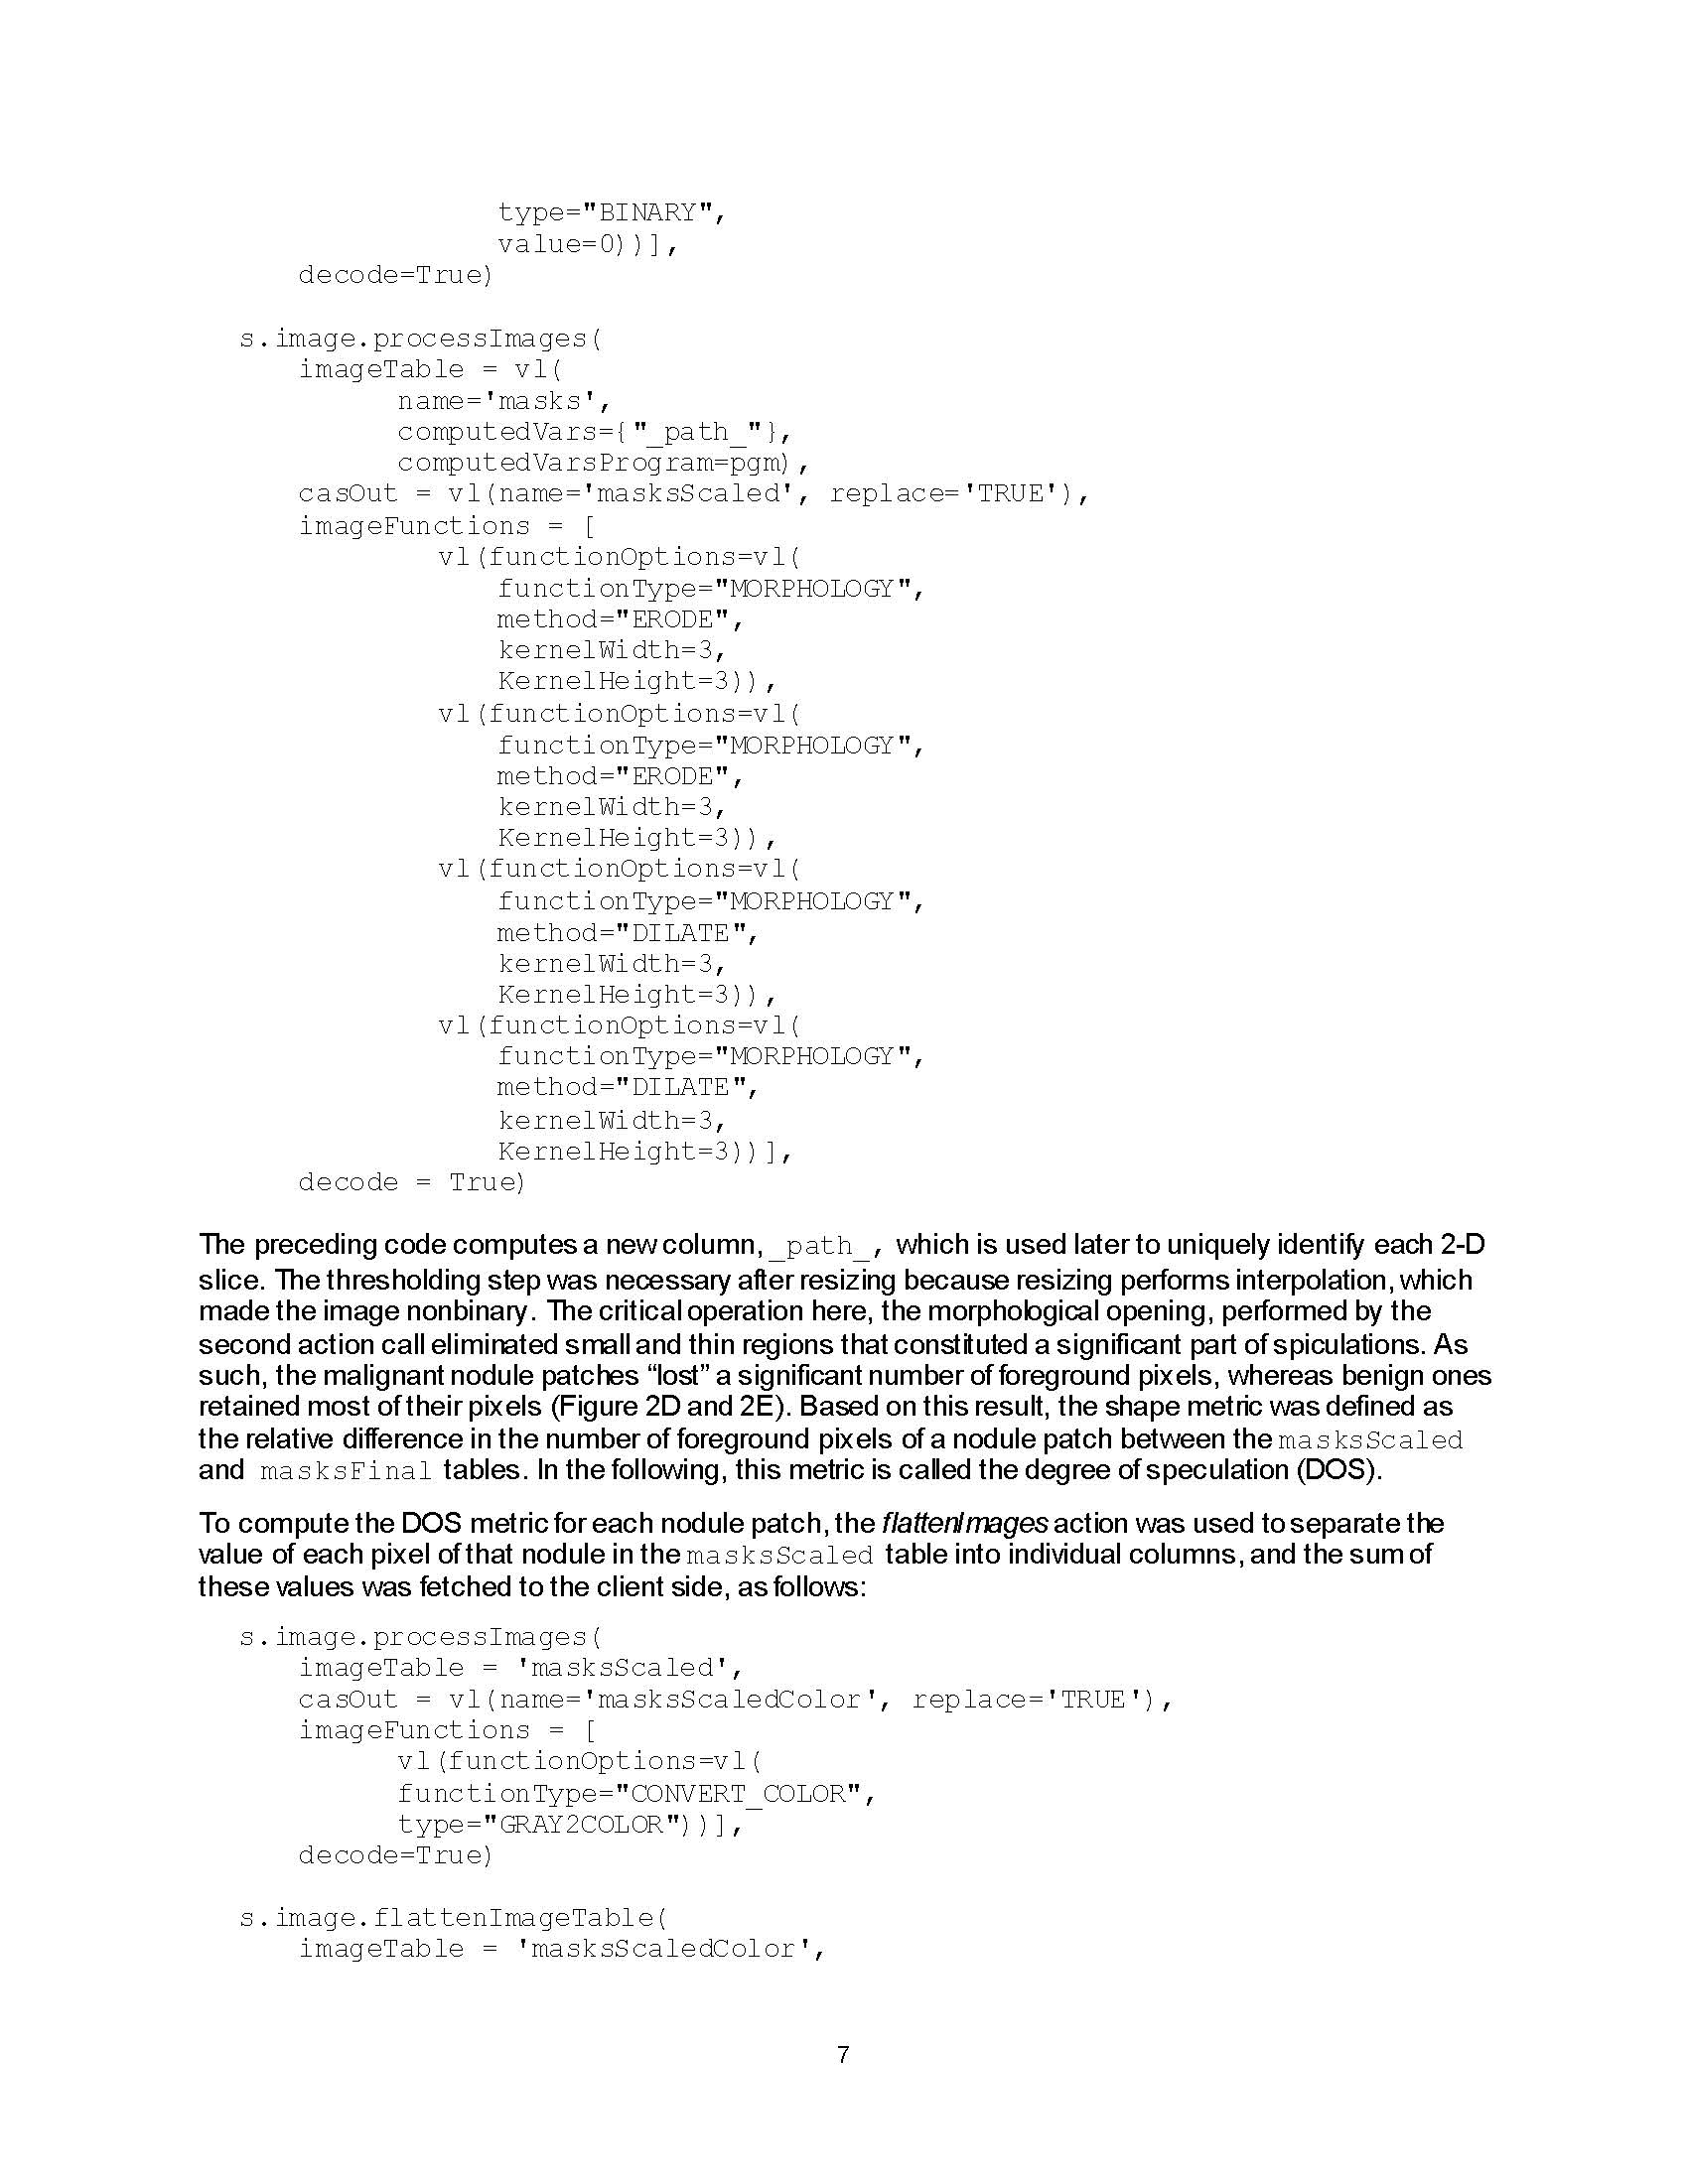 type="BINARY",
value=0))],
decode=True)
s.image.processImages(
imageTable = vl(
name='masks',
computedVars={"_path_"},
computedVarsProgram=pgm),
casOut = vl(name='masksScaled', replace='TRUE'),
imageFunctions = [
vl(functionOptions=vl(
functionType="MORPHOLOGY",
method="ERODE",
kernelWidth=3,
KernelHeight=3)),
vl(functionOptions=vl(
functionType="MORPHOLOGY",
method="ERODE",
kernelWidth=3,
KernelHeight=3)),
vl(functionOptions=vl(
functionType="MORPHOLOGY",
method="DILATE",
kernelWidth=3,
KernelHeight=3)),
vl(functionOptions=vl(
functionType="MORPHOLOGY",
method="DILATE",
kernelWidth=3,
KernelHeight=3))],
decode = True)
The preceding code computes a new column, _path_, which is used later to uniquely identify each 2-D
slice. The thresholding step was necessary after resizing because resizing performs interpolation, which
made the image nonbinary. The critical operation here, the morphological opening, performed by the
second action call eliminated small and thin regions that constituted a significant part of spiculations. As
such, the malignant nodule patches “lost” a significant number of foreground pixels, whereas benign ones
retained most of their pixels (Figure 2D and 2E). Based on this result, the shape metric was defined as
the relative difference in the number of foreground pixels of a nodule patch between the masksScaled
and masksFinal tables. In the following, this metric is called the degree of speculation (DOS).
To compute the DOS metric for each nodule patch, the flattenImages action was used to separate the
value of each pixel of that nodule in the masksScaled table into individual columns, and the sum of
these values was fetched to the client side, as follows:
s.image.processImages(
imageTable = 'masksScaled',
casOut = vl(name='masksScaledColor', replace='TRUE'),
imageFunctions = [
vl(functionOptions=vl(
functionType="CONVERT_COLOR",
type="GRAY2COLOR"))],
decode=True)
s.image.flattenImageTable(
imageTable = 'masksScaledColor',
7